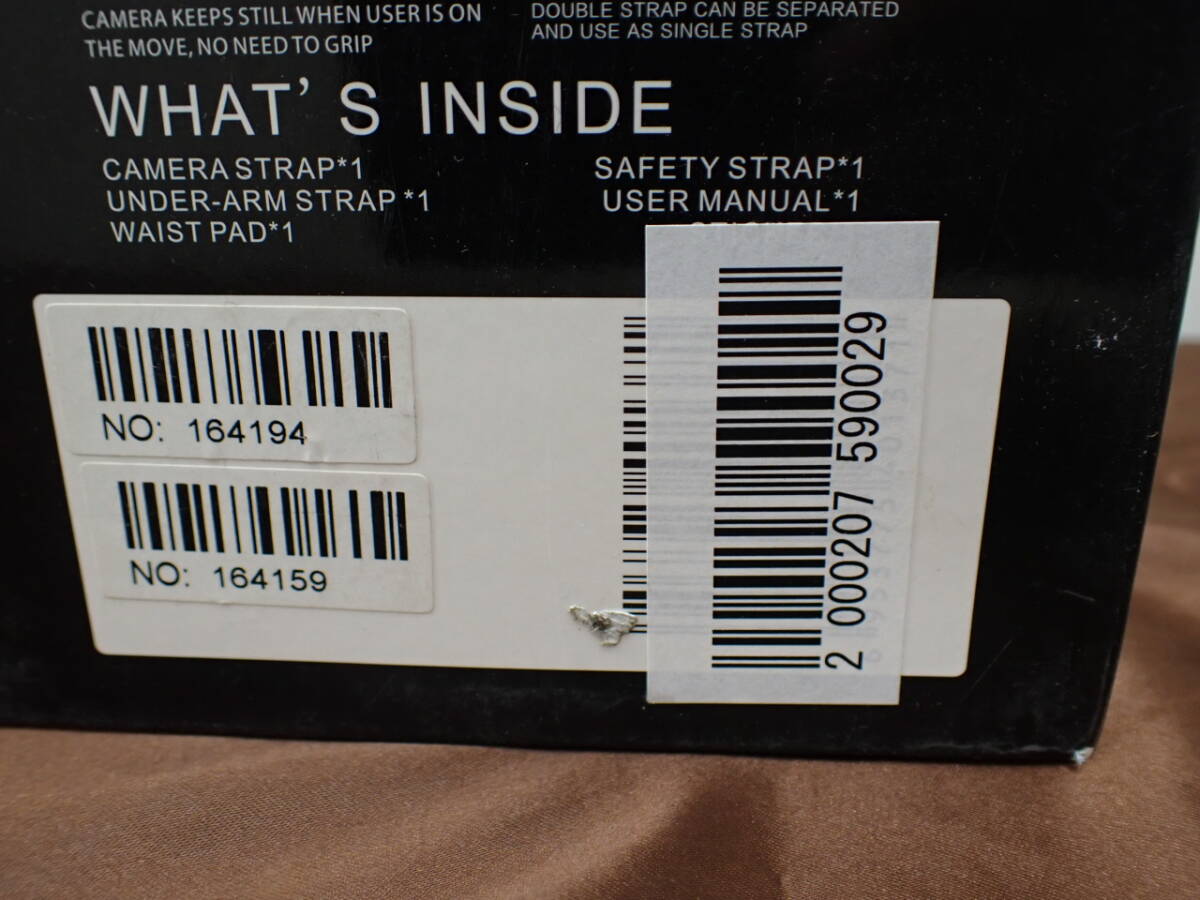 CAMERA KEEPS STILL WHEN USER IS ON
THE MOVE, NO NEED TO GRIP
DOUBLE STRAP CAN BE SEPARATED
AND USE AS SINGLE STRAP
WHAT'S INSIDE
CAMERA STRAP*1
UNDER-ARM STRAP*1
WAIST PAD*1
SAFETY STRAP*1
USER MANUAL*1
NO: 164194
NO: 164159
2 000207 590029